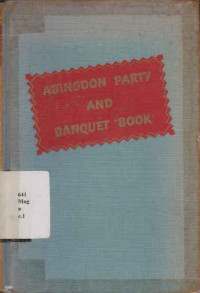 ABINGDON PARTY
AND
BANQUET BOOK
641
Mag
a
c.1